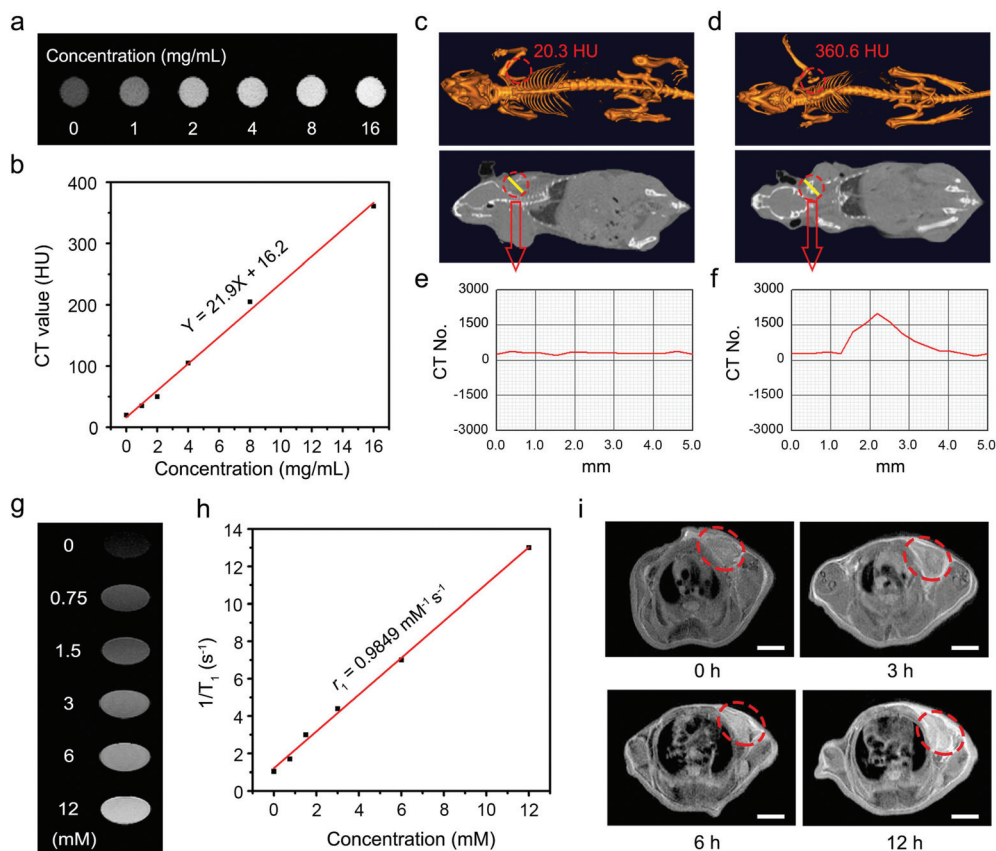 a
Concentration (mg/mL)
0 1 2 4 8 16
b
400
300
200
100
0
CT value (HU)
Y = 21.9X + 16.2
0 2 4 6 8 10 12 14 16
Concentration (mg/mL)
c
20.3 HU
d
360.6 HU
e
3000
1500
0
-1500
-3000
CT No.
0.0 1.0 2.0 3.0 4.0 5.0
mm
f
3000
1500
0
-1500
-3000
CT No.
0.0 1.0 2.0 3.0 4.0 5.0
mm
g
0
0.75
1.5
3
6
12
(mM)
h
14
12
10
8
6
4
2
0
1/T₁ (s⁻¹)
r₁ = 0.9849 mM⁻¹ s⁻¹
0 2 4 6 8 10 12
Concentration (mM)
i
0 h
3 h
6 h
12 h